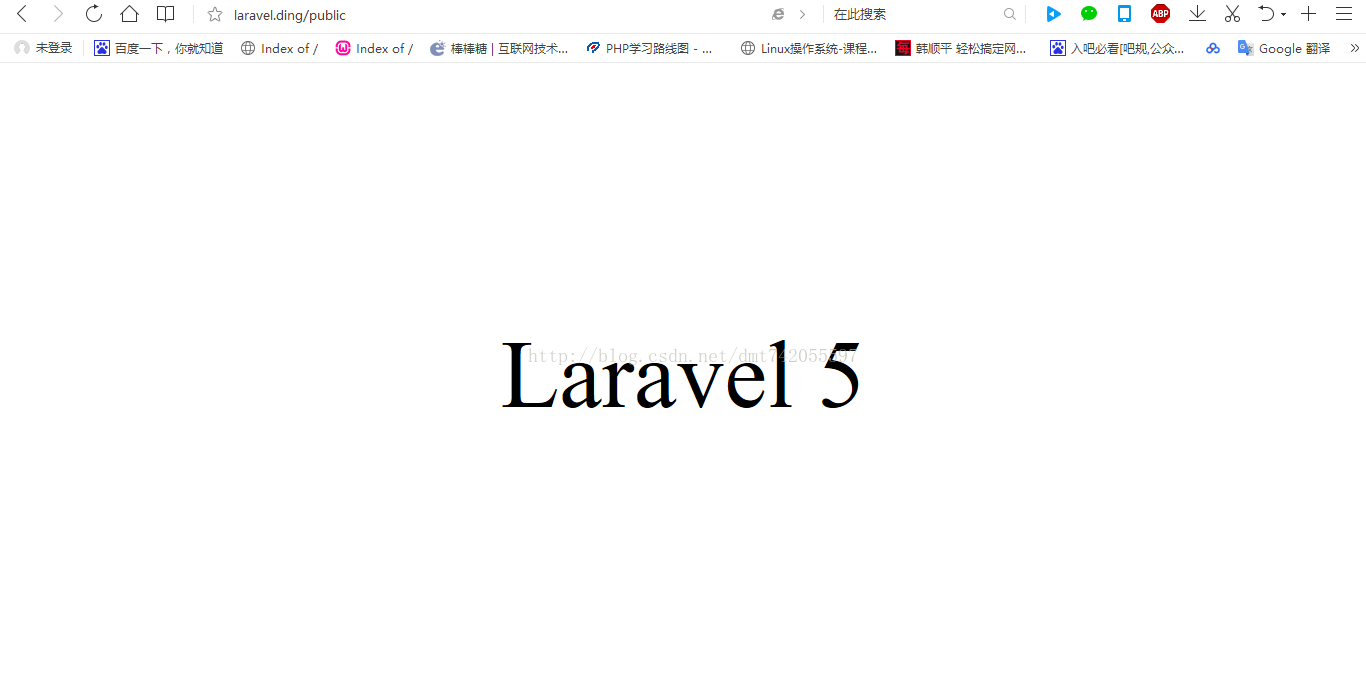 laravel.ding/public 在此搜索 ABP
未登录 百度一下，你就知道 Index of / Index of / 棒棒糖 | 互联网技术... PHP学习路线图 - ... Linux操作系统-课程... 韩顺平 轻松搞定网... 入吧必看[吧规,公众... Google 翻译
http://blog.csdn.net/dmt742055597
Laravel 5